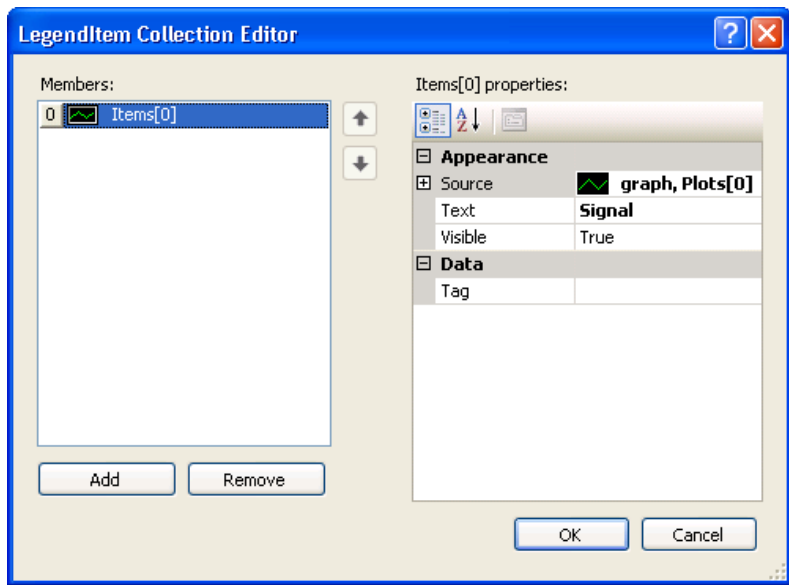 LegendItem Collection Editor
Members:
0 Items[0]
Add Remove
Items[0] properties:
Appearance
Source graph, Plots[0]
Text Signal
Visible True
Data
Tag
OK Cancel